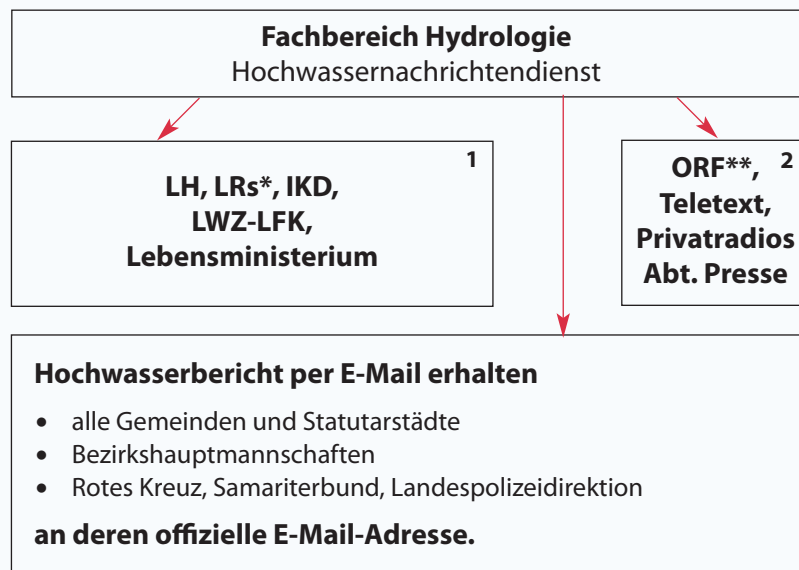 Fachbereich Hydrologie
Hochwassernachrichtendienst
1
LH, LRs*, IKD,
LWZ-LFK,
Lebensministerium
ORF**, 2
Teletext,
Privatradios
Abt. Presse
Hochwasserbericht per E-Mail erhalten
• alle Gemeinden und Statutarstädte
• Bezirkshauptmannschaften
• Rotes Kreuz, Samariterbund, Landespolizeidirektion
an deren offizielle E-Mail-Adresse.